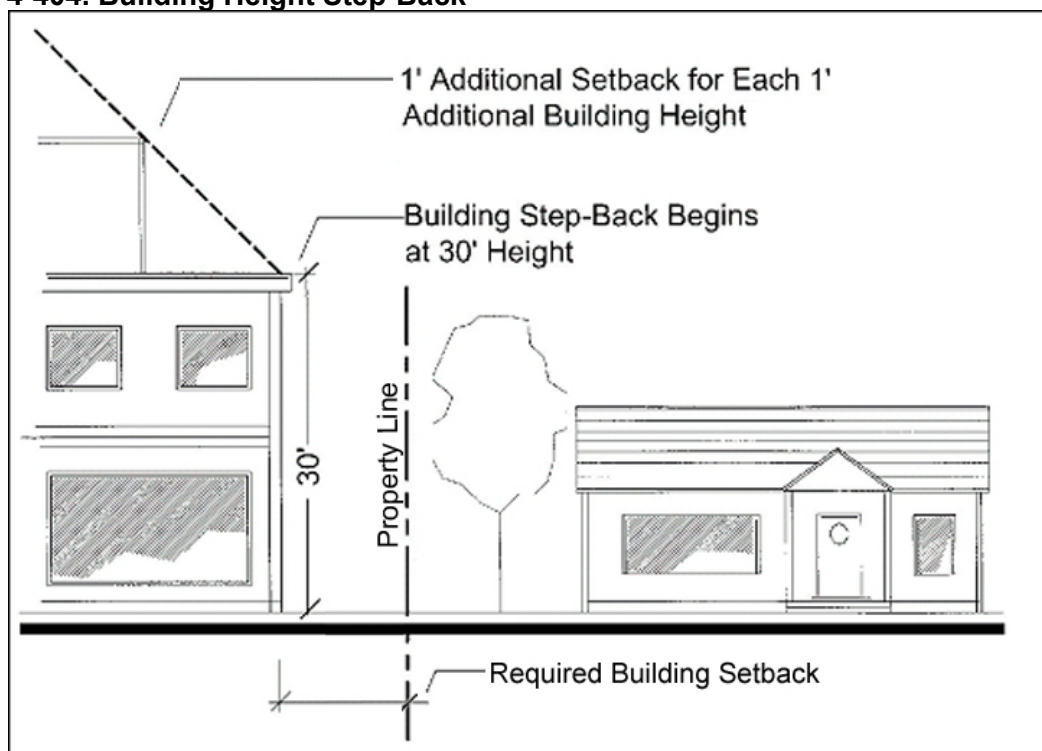 4-404. Building Height Step-Back
1' Additional Setback for Each 1'
Additional Building Height
Building Step-Back Begins
at 30' Height
30'
Property Line
Required Building Setback